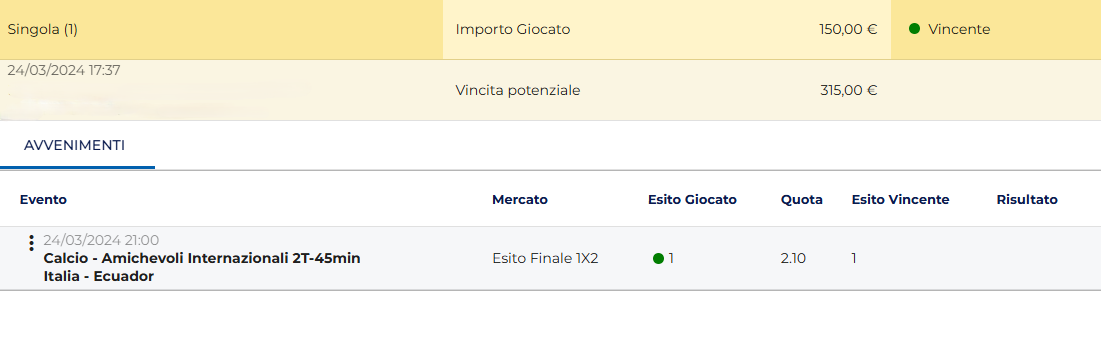 Singola (1)
Importo Giocato
150,00 €
Vincente
24/03/2024 17:37
Vincita potenziale
315,00 €
AVVENIMENTI
Evento
Mercato
Esito Giocato
Quota
Esito Vincente
Risultato
24/03/2024 21:00
Calcio - Amichevoli Internazionali 2T-45min
Italia - Ecuador
Esito Finale 1X2
1
2.10
1